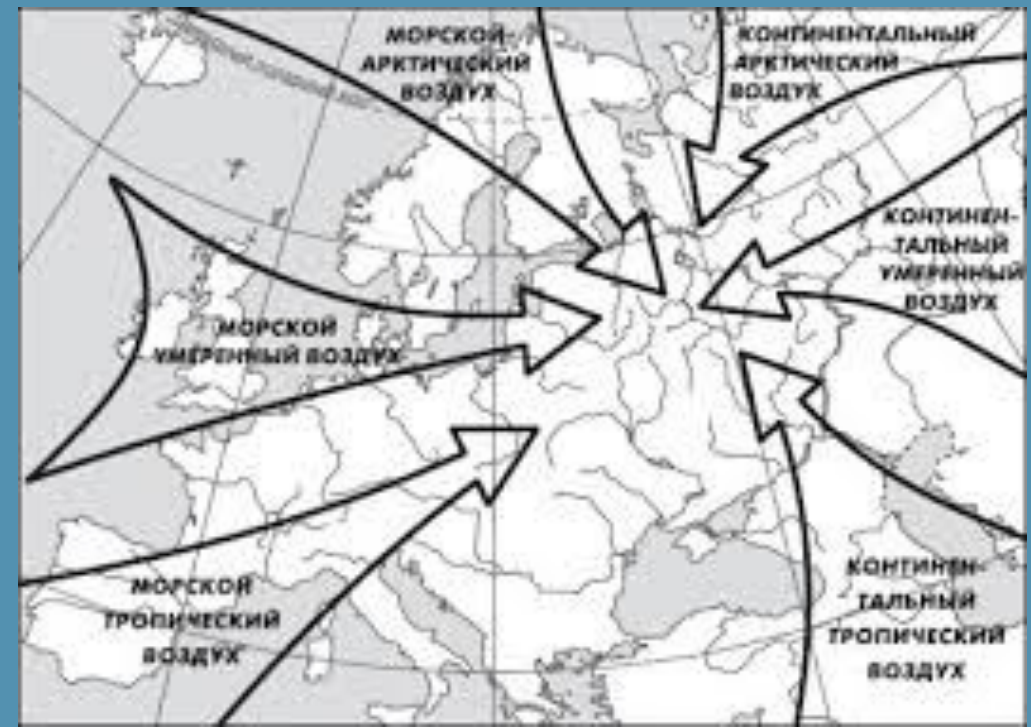 МОРСКОЙ
АРКТИЧЕСКИЙ
ВОЗДУХ
КОНТИНЕНТАЛЬНЫЙ
АРКТИЧЕСКИЙ
ВОЗДУХ
КОНТИНЕН-
ТАЛЬНЫЙ
УМЕРЕННЫЙ
ВОЗДУХ
МОРСКОЙ
УМЕРЕННЫЙ ВОЗДУХ
МОРСКОЙ
ТРОПИЧЕСКИЙ
ВОЗДУХ
КОНТИНЕН-
ТАЛЬНЫЙ
ТРОПИЧЕСКИЙ
ВОЗДУХ